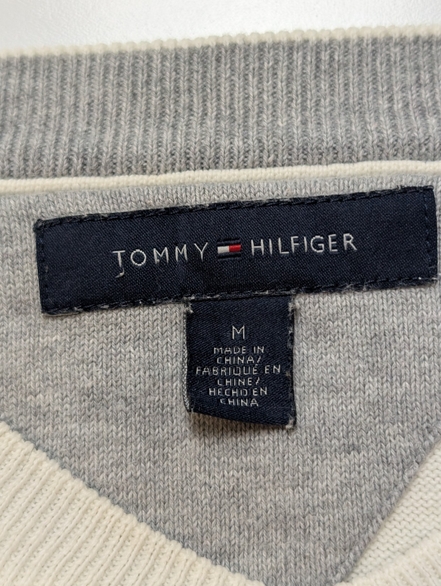 TOMMY HILFIGER
M
MADE IN
CHINA/
FABRIQUÉ EN
CHINE/
HECHO EN
CHINA